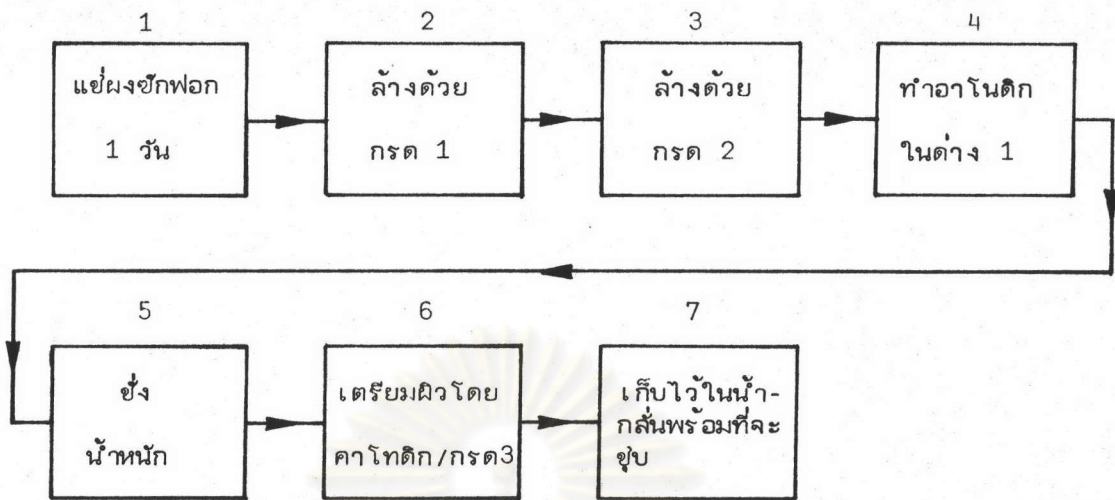 1
2
3
4
แช่ผงซักฟอก
1 วัน
ล้างด้วย
กรด 1
ล้างด้วย
กรด 2
ทำอาโนดิก
ในด่าง 1
5
6
7
ชั่ง
น้ำหนัก
เตรียมผิวโดย
คาโทดิก/กรด3
เก็บไว้ในน้ำ-
กลั่นพร้อมที่จะ
ชุบ